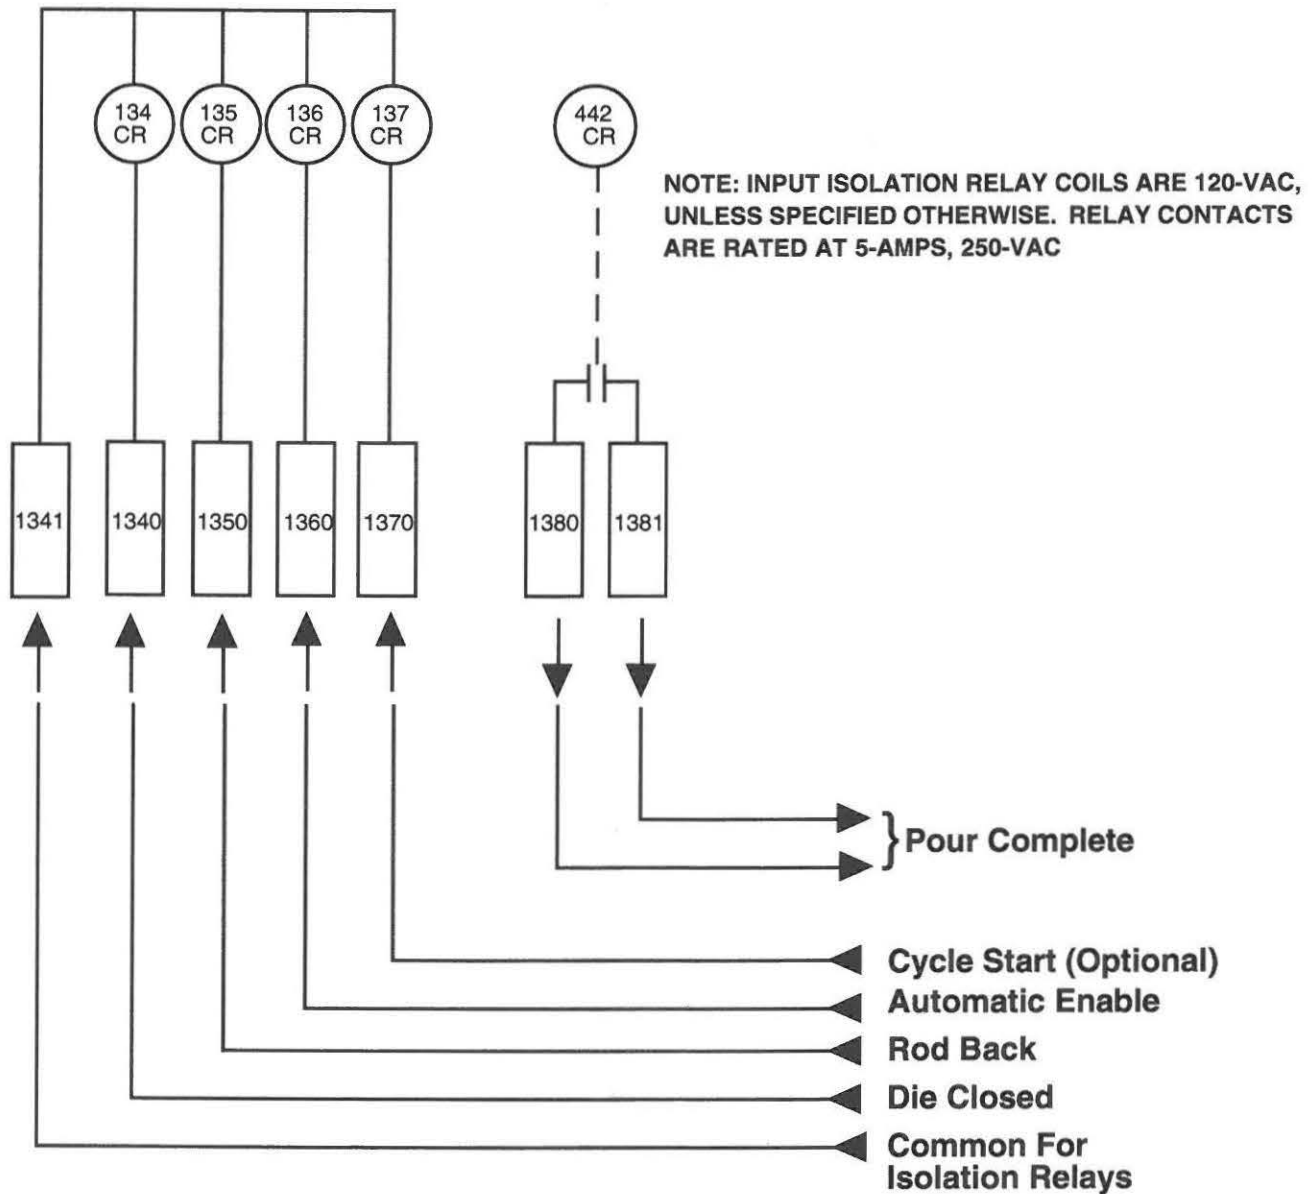 134
CR
135
CR
136
CR
137
CR
442
CR
NOTE: INPUT ISOLATION RELAY COILS ARE 120-VAC,
UNLESS SPECIFIED OTHERWISE. RELAY CONTACTS
ARE RATED AT 5-AMPS, 250-VAC
1341
1340
1350
1360
1370
1380
1381
Pour Complete
Cycle Start (Optional)
Automatic Enable
Rod Back
Die Closed
Common For
Isolation Relays